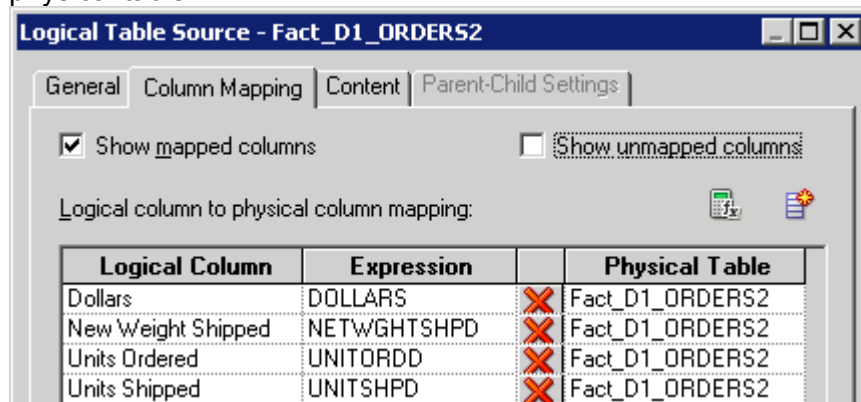 Logical Table Source - Fact_D1_ORDERS2
General Column Mapping Content Parent-Child Settings
Show mapped columns Show unmapped columns
Logical column to physical column mapping:
Logical Column Expression Physical Table
Dollars DOLLARS Fact_D1_ORDERS2
New Weight Shipped NETWGHTSHPD Fact_D1_ORDERS2
Units Ordered UNITORDD Fact_D1_ORDERS2
Units Shipped UNITSHPD Fact_D1_ORDERS2